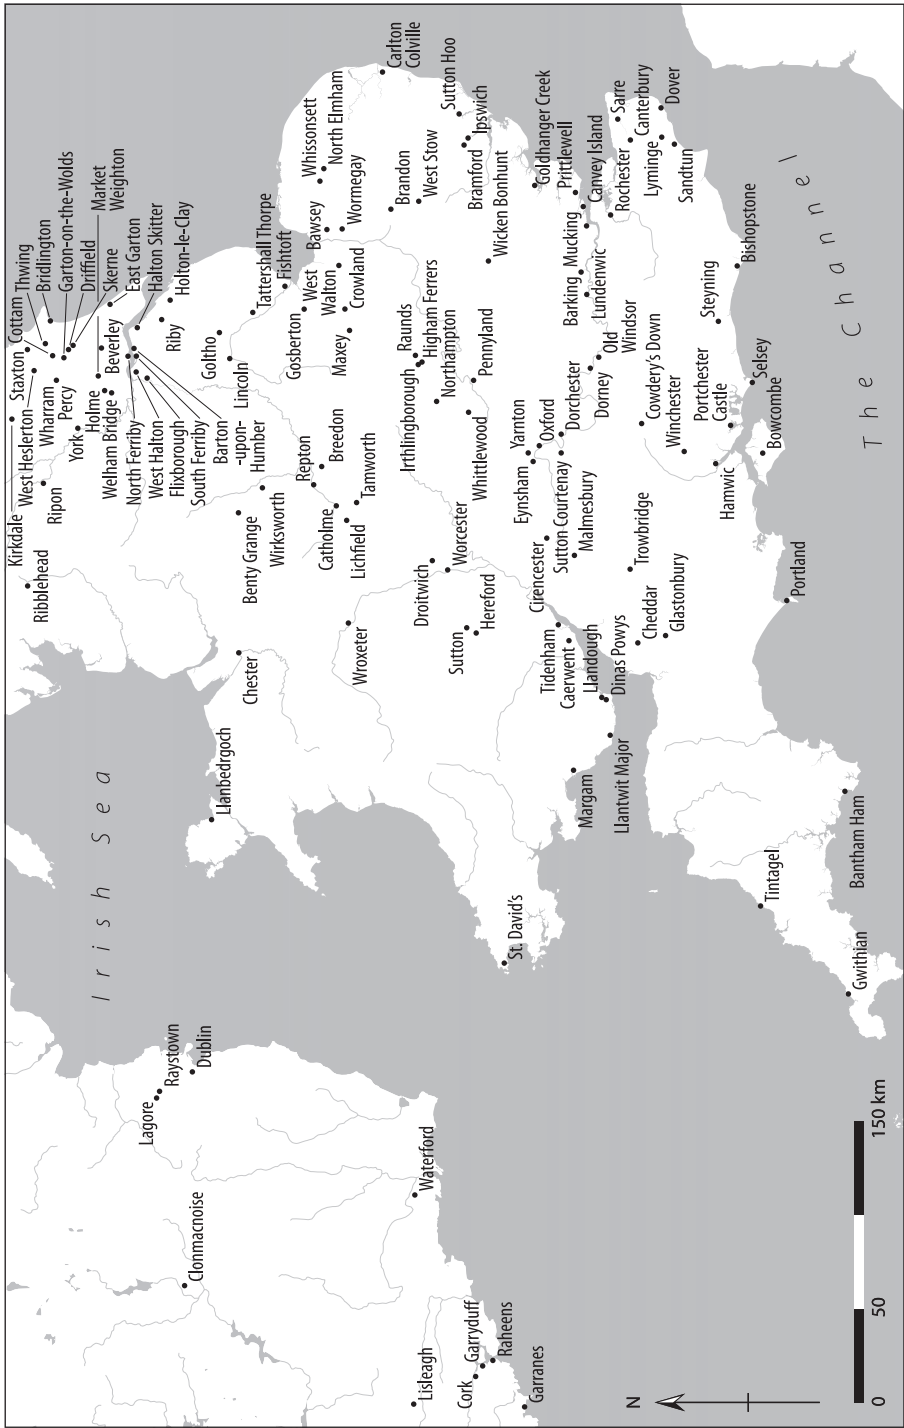 Kirkdale
Staxton
Cottam
Thwing
Bridlington
Garton-on-the-Wolds
Driffield
Skerne
Market
Weighton
East Garton
Halton Skitter
Holton-le-Clay
Ribblehead
Ripon
West Heslerton
Wharram
Percy
York
Holme
Welham Bridge
Beverley
North Ferriby
West Halton
Flixborough
South Ferriby
Barton
-upon-
Humber
Riby
Goltho
Lincoln
Tattershall Thorpe
Fishtoft
Gosberton
West
Walton
Crowland
Maxey
Bawsey
Wormegay
Whissonsett
North Elmham
Carlton
Colville
Brandon
West Stow
Sutton Hoo
Ipswich
Bramford
Wicken Bonhunt
Chester
Benty Grange
Wirksworth
Repton
Breedon
Catholme
Tamworth
Lichfield
Wroxeter
Raunds
Higham Ferrers
Irthlingborough
Northampton
Pennyland
Whittlewood
Droitwich
Worcester
Sutton
Hereford
Goldhanger Creek
Prittlewell
Canvey Island
Mucking
Barking
Lundenwic
Rochester
Sarre
Canterbury
Dover
Lyminge
Sandtun
Yarnton
Oxford
Eynsham
Dorchester
Sutton Courtenay
Dorney
Old
Windsor
Cirencester
Malmesbury
Tidenham
Caerwent
Llandough
Dinas Powys
Llantwit Major
Margam
Trowbridge
Cheddar
Glastonbury
Cowdery's Down
Winchester
Portchester
Castle
Hamwic
Bowcombe
Selsey
Steyning
Bishopstone
Portland
Llanbedrgoch
St. David's
Tintagel
Bantham Ham
Gwithian
Irish Sea
The Channel
Lagore
Raystown
Dublin
Clonmacnoise
Waterford
Lisleagh
Cork
Garryduff
Raheens
Garranes
N
0
50
150 km